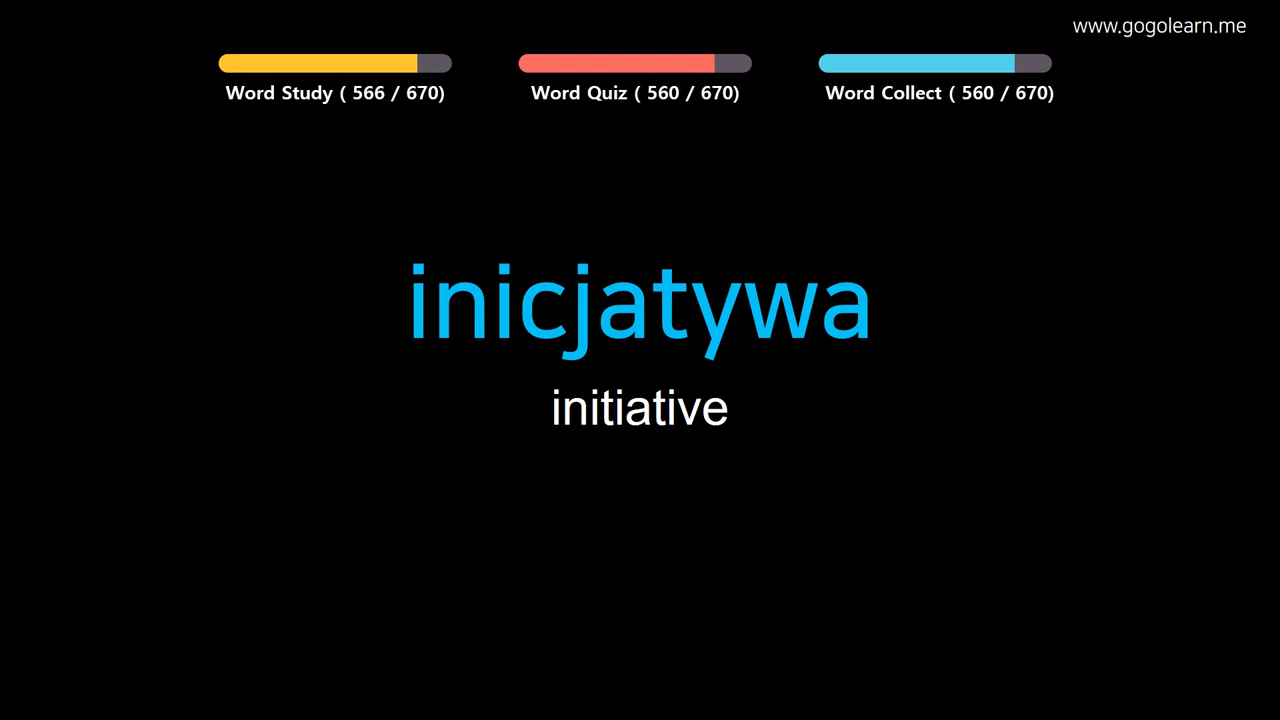 www.gogolearn.me
Word Study ( 566 / 670)
Word Quiz ( 560 / 670)
Word Collect ( 560 / 670)
inicjatywa
initiative